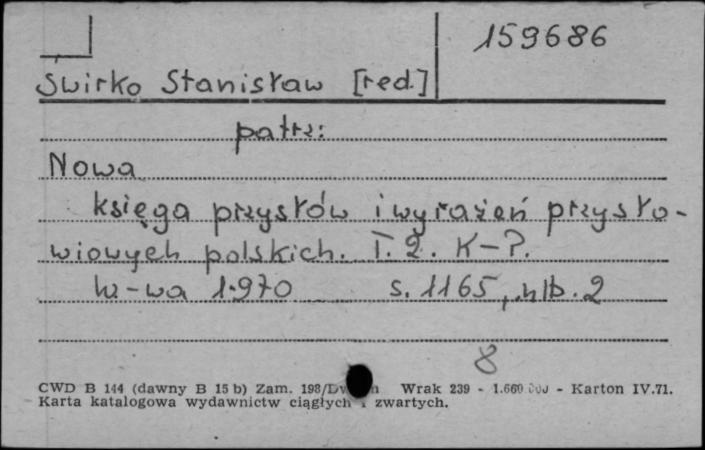 159686
Świrko Stanisław [red.]
patrz:
Nowa
księga przysłów i wyrażeń przysło-
wiowych polskich. T. 2. K-P.
W-wa 1970 s. 1165, nlb. 2
8
CWD B 144 (dawny B 15 b) Zam. 198/ Wrak 239 - 1.660 - Karton IV.71.
Karta katalogowa wydawnictw ciągłych i zwartych.